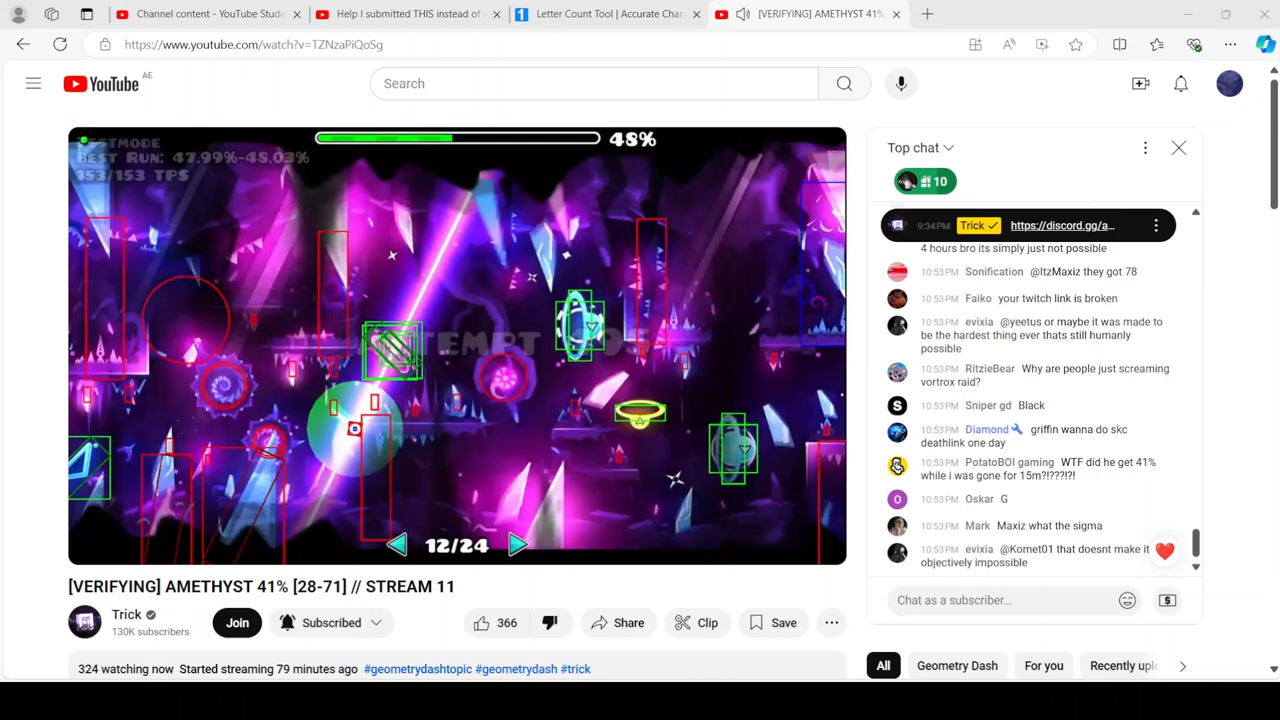 Channel content - YouTube Studi
Help I submitted THIS instead of a
Letter Count Tool | Accurate Char
[VERIFYING] AMETHYST 41%
https://www.youtube.com/watch?v=TZNzaPiQoSg
YouTube AE
Search
TESTMODE
BEST RUN: 47.99%-48.03%
153/153 TPS
48%
ATTEMPT
12/24
Top chat
10
9:34 PM Trick https://discord.gg/a...
4 hours bro its simply just not possible
10:53 PM Sonification @ItzMaxiz they got 78
10:53 PM Faiko your twitch link is broken
10:53 PM evixia @yeetus or maybe it was made to
be the hardest thing ever thats still humanly
possible
10:53 PM RitzieBear Why are people just screaming
vortrox raid?
10:53 PM Sniper gd Black
10:53 PM Diamond griffin wanna do skc
deathlink one day
10:53 PM PotatoBOI gaming WTF did he get 41%
while i was gone for 15m?!???!?!
10:53 PM Oskar G
10:53 PM Mark Maxiz what the sigma
10:53 PM evixia @Komet01 that doesnt make it
objectively impossible
Chat as a subscriber...
[VERIFYING] AMETHYST 41% [28-71] // STREAM 11
Trick
130K subscribers
Join
Subscribed
366
Share
Clip
Save
324 watching now Started streaming 79 minutes ago #geometrydashtopic #geometrydash #trick
All
Geometry Dash
For you
Recently uplo